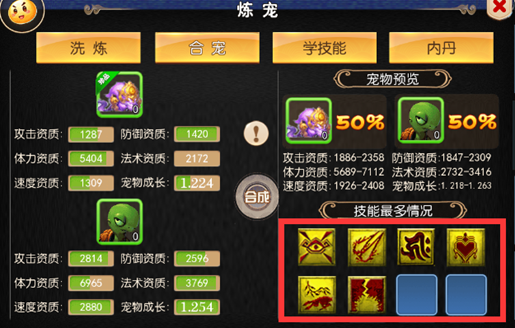 炼宠
洗炼 合宠 学技能 内丹
珍品
0
攻击资质: 1287 防御资质: 1420
体力资质: 5404 法术资质: 2172
速度资质: 1309 宠物成长: 1.224
0
攻击资质: 2814 防御资质: 2596
体力资质: 6965 法术资质: 3769
速度资质: 2880 宠物成长: 1.254
!
合成
宠物预览
0 50% 0 50%
攻击资质:1886-2358 防御资质:1847-2309
体力资质:5689-7112 法术资质:2732-3416
速度资质:1926-2408 宠物成长:1.218-1.263
技能最多情况